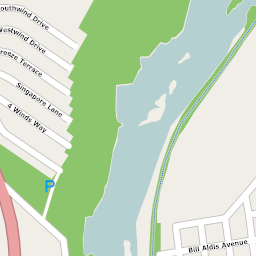 Southwind Drive
Westwind Drive
Breeze Terrace
Singapore Lane
4 Winds Way
P
Bill Aldis Avenue